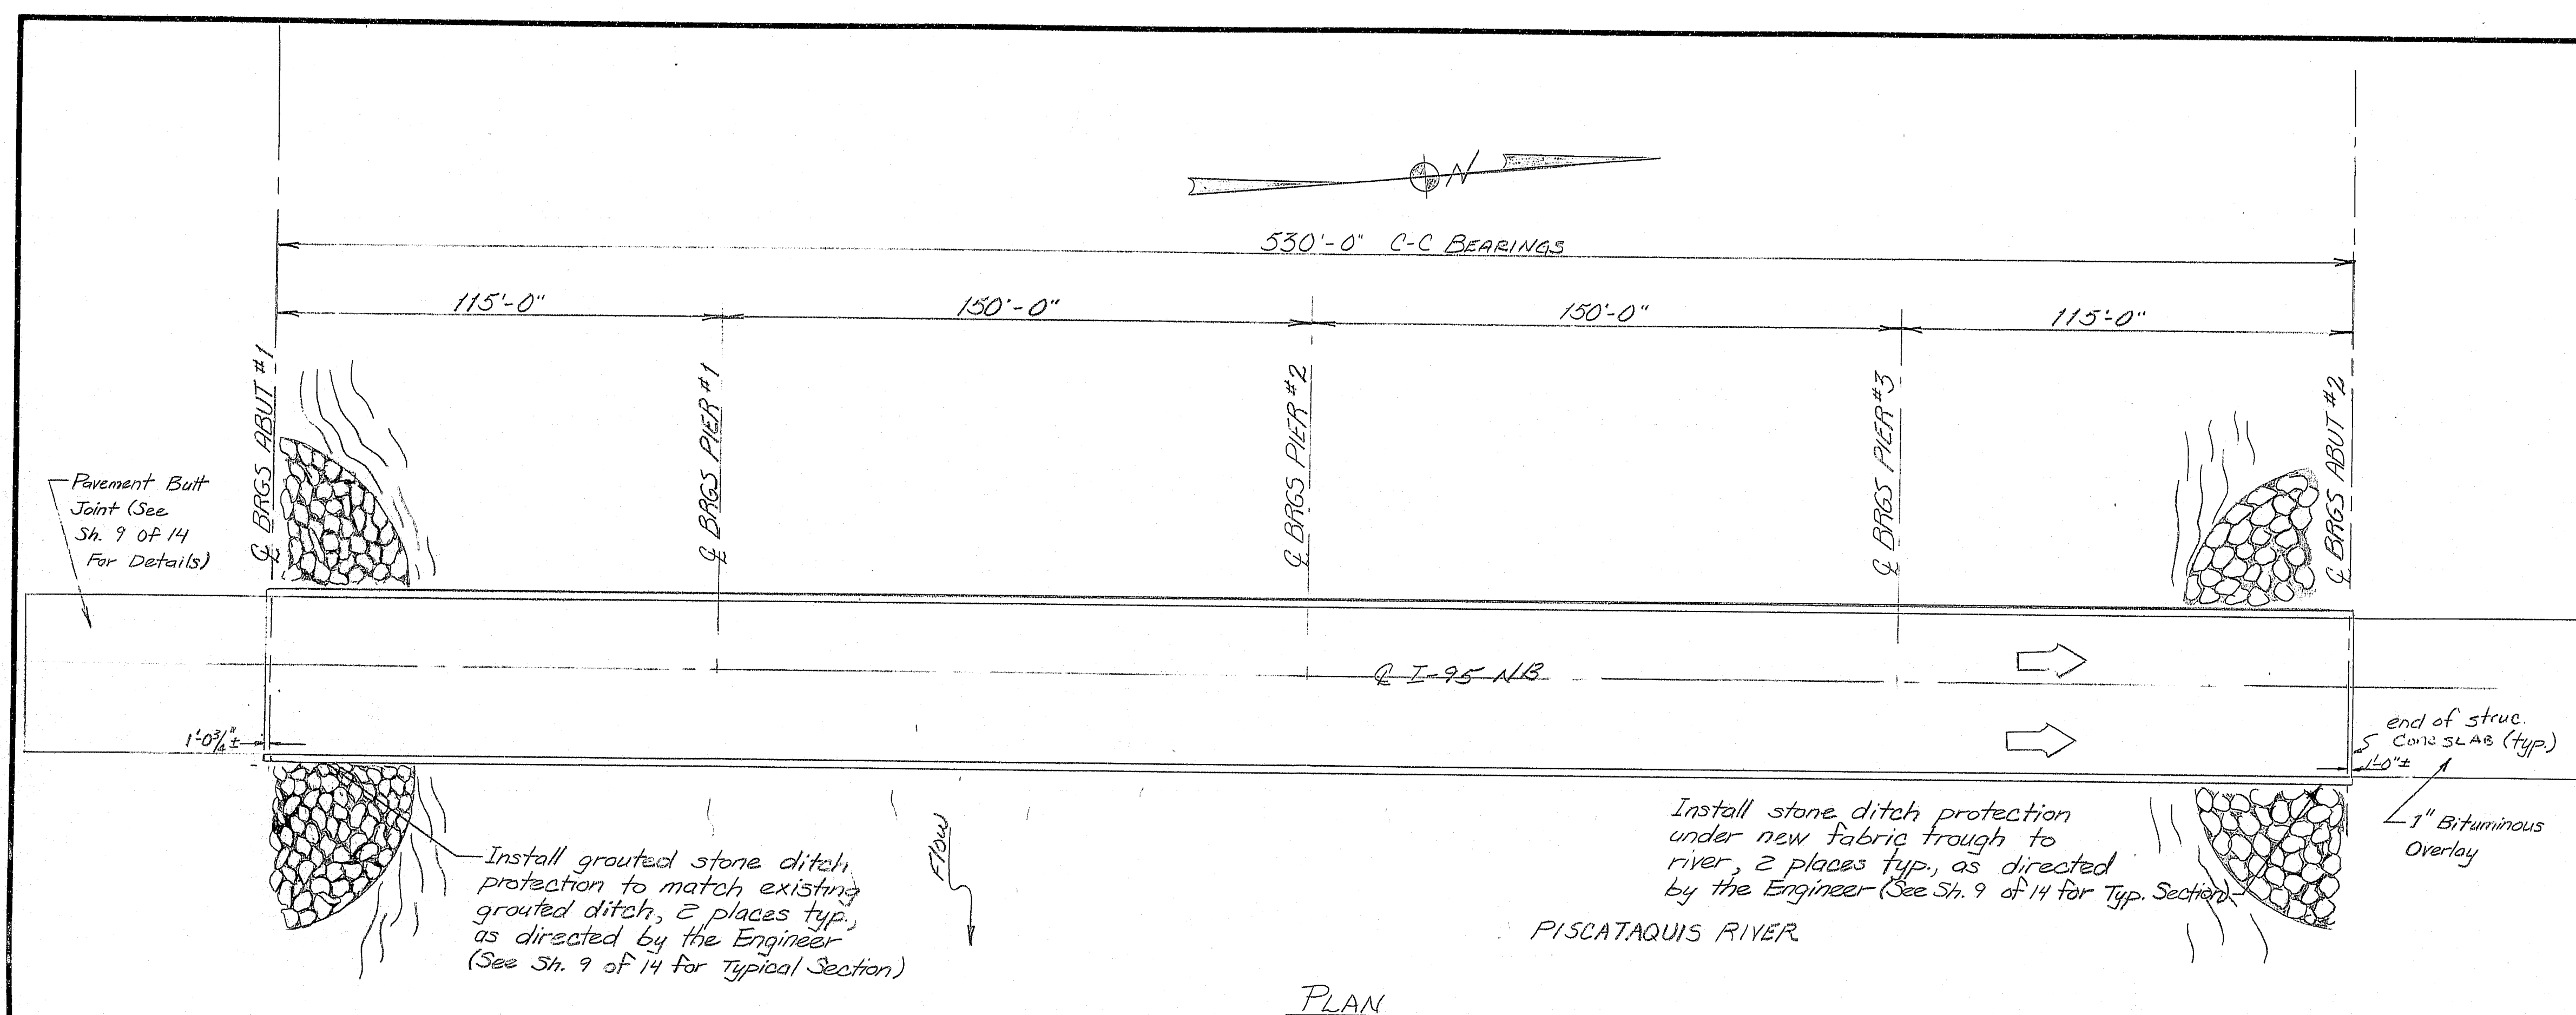 N
530'-0" C-C BEARINGS
115'-0"
150'-0"
150'-0"
115'-0"
℄ BRGS ABUT #1
℄ BRGS PIER #1
℄ BRGS PIER #2
℄ BRGS PIER #3
℄ BRGS ABUT #2
Pavement Butt
Joint (See
Sh. 9 of 14
For Details)
℄ I-95 NB
1'-0¾"±
end of struc.
Conc SLAB (typ.)
1'-0"±
1" Bituminous
Overlay
Install grouted stone ditch
protection to match existing
grouted ditch, 2 places typ.,
as directed by the Engineer
(See Sh. 9 of 14 for Typical Section)
Flow
Install stone ditch protection
under new fabric trough to
river, 2 places typ., as directed
by the Engineer (See Sh. 9 of 14 for Typ. Section)
PISCATAQUIS RIVER
PLAN